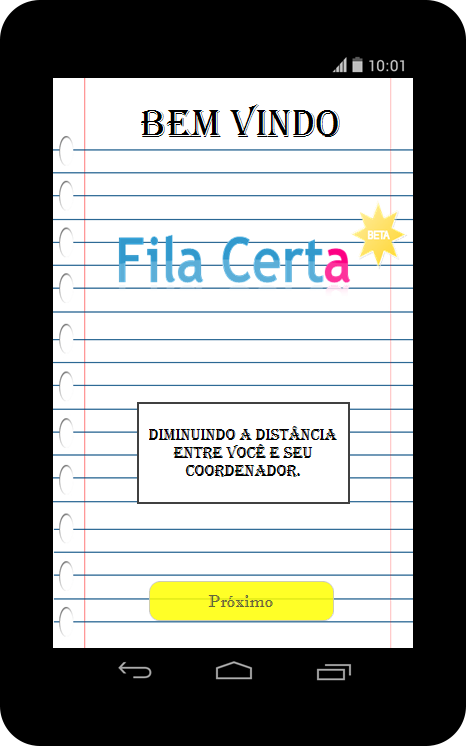 10:01
BEM VINDO
BETA
Fila Certa
DIMINUINDO A DISTÂNCIA
ENTRE VOCÊ E SEU
COORDENADOR.
Próximo